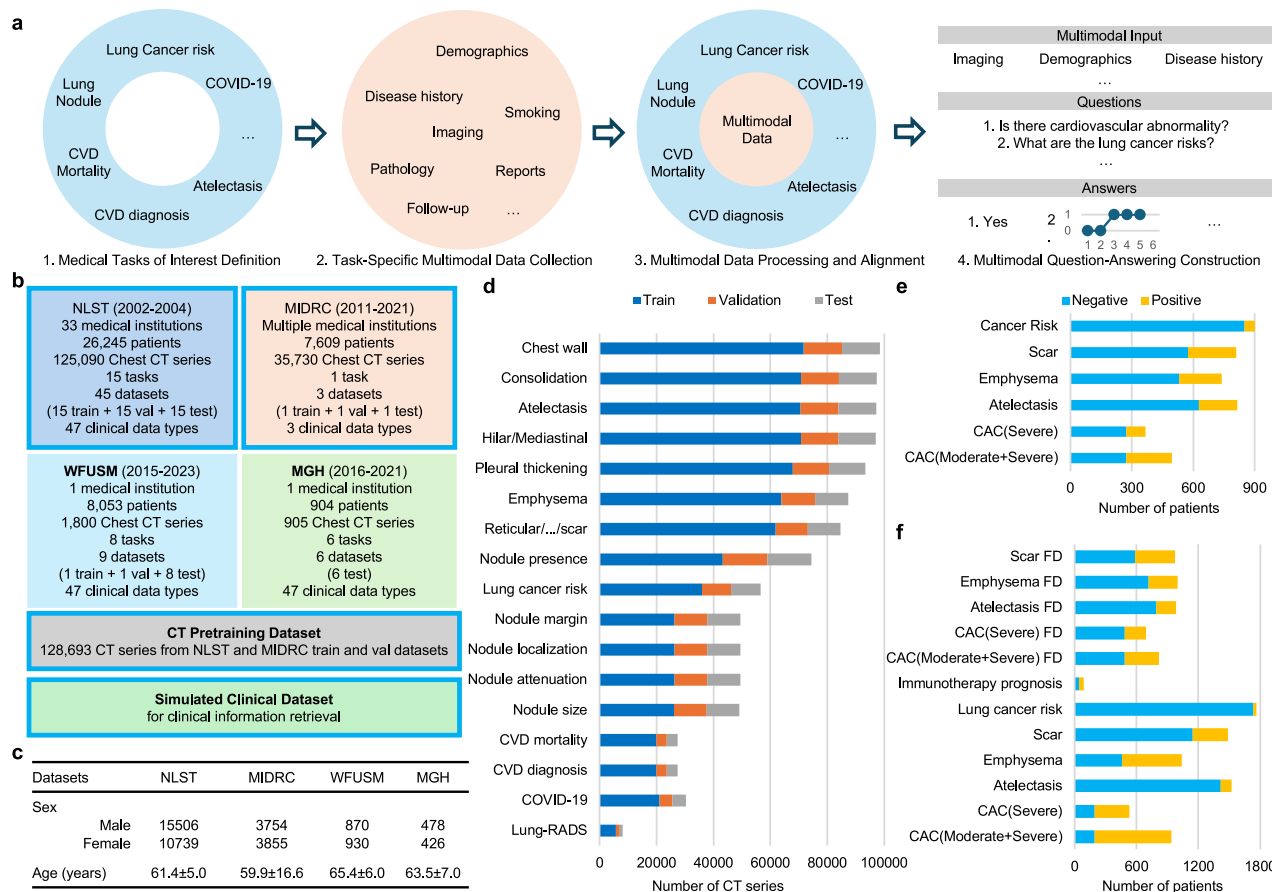 a
Lung Cancer risk
Lung
Nodule
COVID-19
...
CVD
Mortality
Atelectasis
CVD diagnosis
1. Medical Tasks of Interest Definition
Demographics
Disease history
Smoking
Imaging
Pathology
Reports
Follow-up
...
2. Task-Specific Multimodal Data Collection
Lung Cancer risk
Lung
Nodule
COVID-19
Multimodal
Data
...
CVD
Mortality
Atelectasis
CVD diagnosis
3. Multimodal Data Processing and Alignment
Multimodal Input
Imaging Demographics Disease history
...
Questions
1. Is there cardiovascular abnormality?
2. What are the lung cancer risks?
...
Answers
1. Yes
2
.
1
0
1 2 3 4 5 6
...
4. Multimodal Question-Answering Construction
b
NLST (2002-2004)
33 medical institutions
26,245 patients
125,090 Chest CT series
15 tasks
45 datasets
(15 train + 15 val + 15 test)
47 clinical data types
MIDRC (2011-2021)
Multiple medical institutions
7,609 patients
35,730 Chest CT series
1 task
3 datasets
(1 train + 1 val + 1 test)
3 clinical data types
WFUSM (2015-2023)
1 medical institution
8,053 patients
1,800 Chest CT series
8 tasks
9 datasets
(1 train + 1 val + 8 test)
47 clinical data types
MGH (2016-2021)
1 medical institution
904 patients
905 Chest CT series
6 tasks
6 datasets
(6 test)
47 clinical data types
CT Pretraining Dataset
128,693 CT series from NLST and MIDRC train and val datasets
Simulated Clinical Dataset
for clinical information retrieval
c
Datasets NLST MIDRC WFUSM MGH
Sex
Male 15506 3754 870 478
Female 10739 3855 930 426
Age (years) 61.4±5.0 59.9±16.6 65.4±6.0 63.5±7.0
d
Train Validation Test
Chest wall
Consolidation
Atelectasis
Hilar/Mediastinal
Pleural thickening
Emphysema
Reticular/.../scar
Nodule presence
Lung cancer risk
Nodule margin
Nodule localization
Nodule attenuation
Nodule size
CVD mortality
CVD diagnosis
COVID-19
Lung-RADS
0 20000 40000 60000 80000 100000
Number of CT series
e
Negative Positive
Cancer Risk
Scar
Emphysema
Atelectasis
CAC(Severe)
CAC(Moderate+Severe)
0 300 600 900
Number of patients
f
Scar FD
Emphysema FD
Atelectasis FD
CAC(Severe) FD
CAC(Moderate+Severe) FD
Immunotherapy prognosis
Lung cancer risk
Scar
Emphysema
Atelectasis
CAC(Severe)
CAC(Moderate+Severe)
0 600 1200 1800
Number of patients